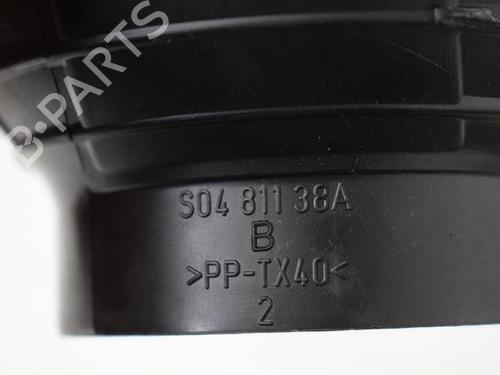 B-PARTS
S04 811 38A
B
>PP-TX40<
2